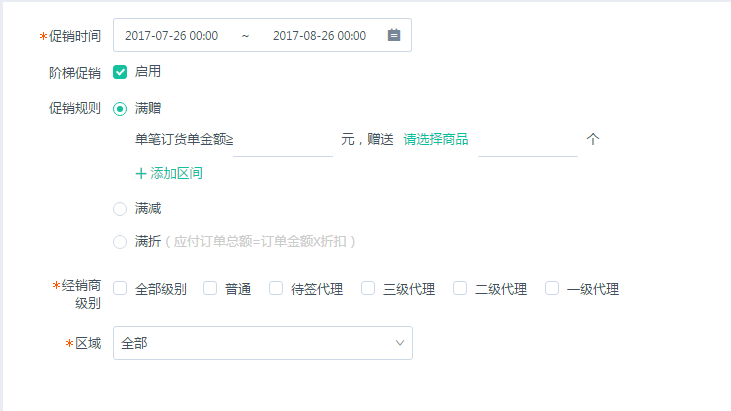 *促销时间 2017-07-26 00:00 ~ 2017-08-26 00:00
阶梯促销 启用
促销规则 满赠
单笔订货单金额≥ 元，赠送 请选择商品 个
+ 添加区间
满减
满折（应付订单总额=订单金额X折扣）
*经销商级别 全部级别 普通 待签代理 三级代理 二级代理 一级代理
*区域 全部